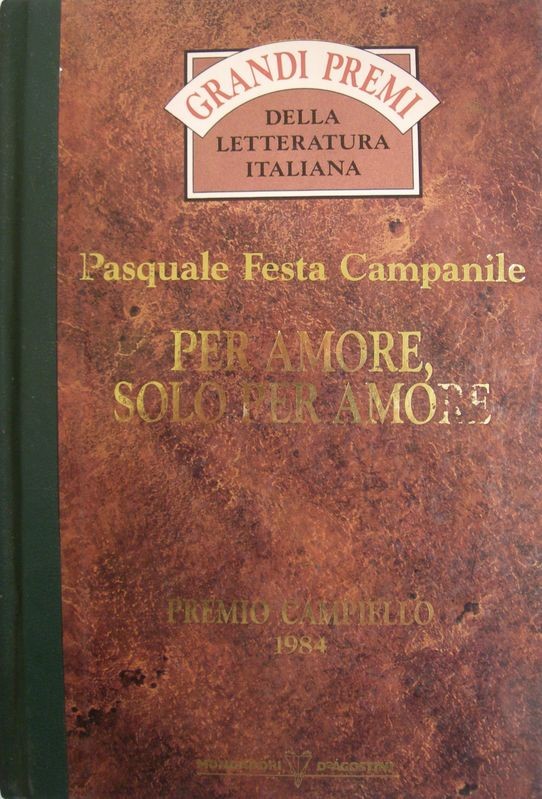 GRANDI PREMI
DELLA
LETTERATURA
ITALIANA
Pasquale Festa Campanile
PER AMORE,
SOLO PER AMORE
PREMIO CAMPIELLO
1984
MONDADORI DEAGOSTINI